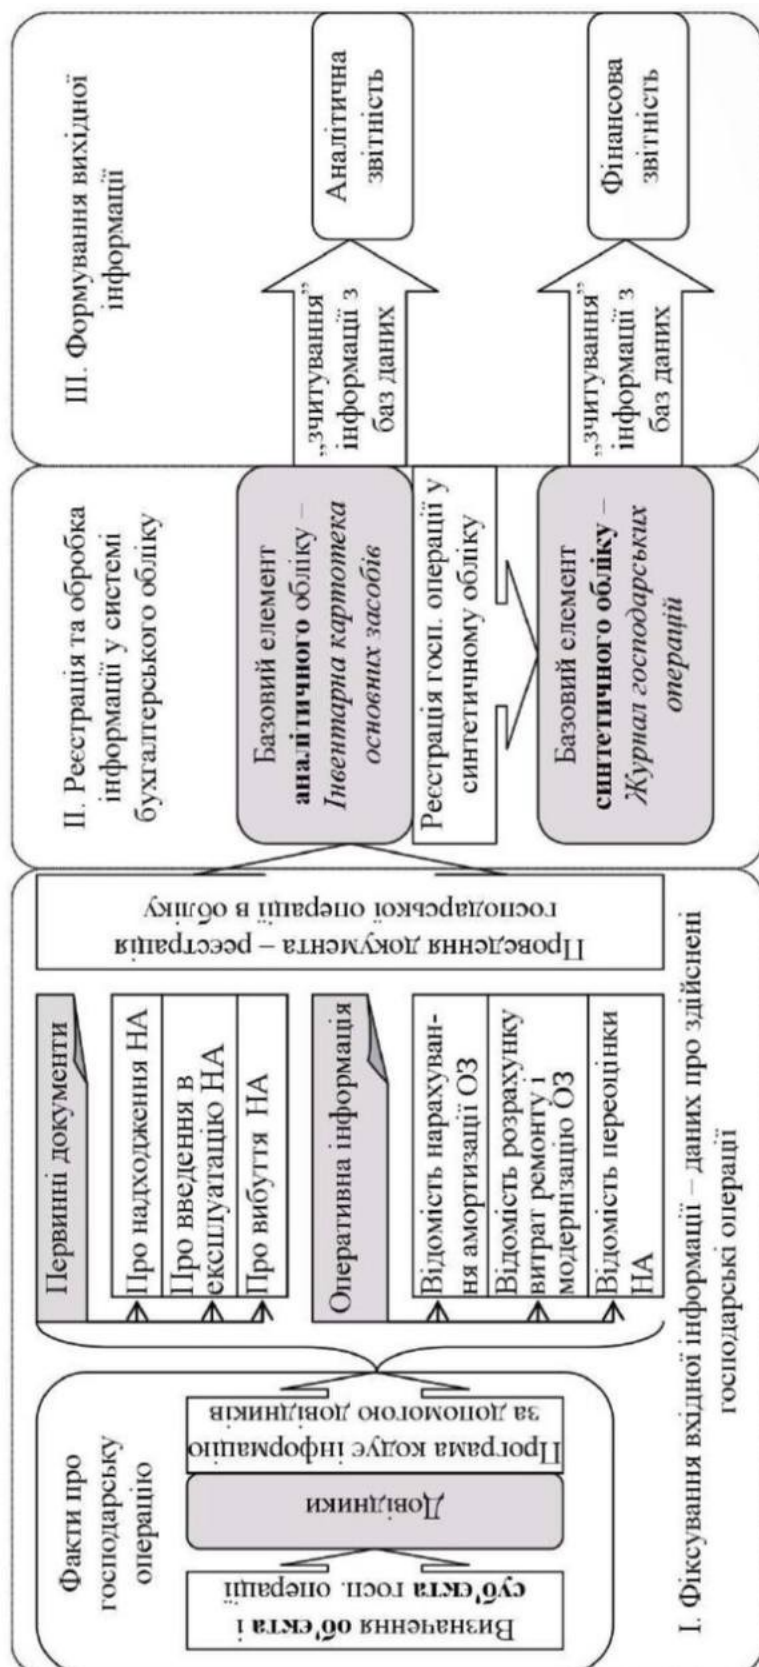 Факти про
господарську
операцію
Визначення об'єкта і
суб'єкта госп. операції
Довідники
Програма кодує інформацію
за допомогою довідників
Первинні документи
Про надходження НА
Про введення в
експлуатацію НА
Про вибуття НА
Оперативна інформація
Відомість нарахуван-
ня амортизації ОЗ
Відомість розрахунку
витрат ремонту і
модернізацію ОЗ
Відомість переоцінки
НА
Проведення документа – реєстрація
господарської операції в обліку
І. Фіксування вхідної інформації – даних про здійснені
господарські операції
ІІ. Реєстрація та обробка
інформації у системі
бухгалтерського обліку
Базовий елемент
аналітичного обліку –
Інвентарна картотека
основних засобів
Реєстрація госп. операції у
синтетичному обліку
Базовий елемент
синтетичного обліку –
Журнал господарських
операцій
ІІІ. Формування вихідної
інформації
„зчитування”
інформації з
баз даних
Аналітична
звітність
„зчитування”
інформації з
баз даних
Фінансова
звітність